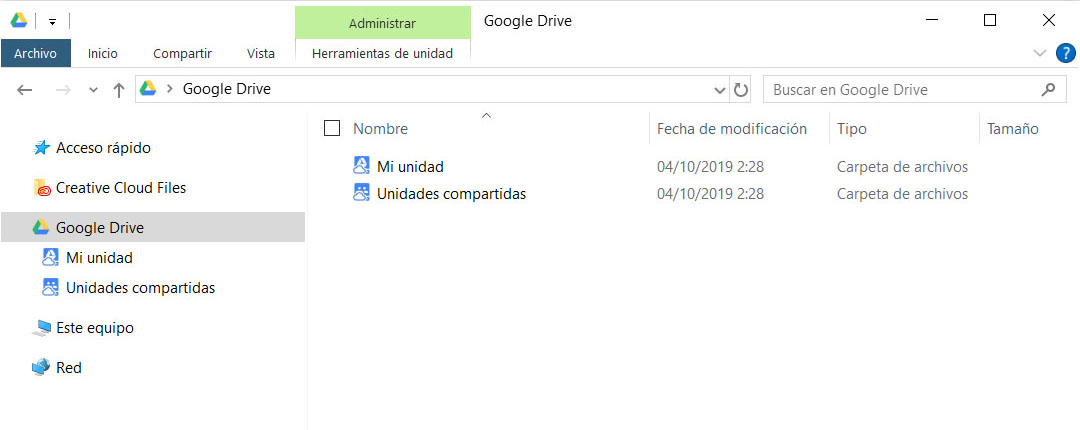 Administrar
Google Drive
Archivo Inicio Compartir Vista Herramientas de unidad ?
Google Drive
Buscar en Google Drive
Nombre Fecha de modificación Tipo Tamaño
Acceso rápido
Creative Cloud Files
Google Drive
Mi unidad
Unidades compartidas
Este equipo
Red
Mi unidad 04/10/2019 2:28 Carpeta de archivos
Unidades compartidas 04/10/2019 2:28 Carpeta de archivos